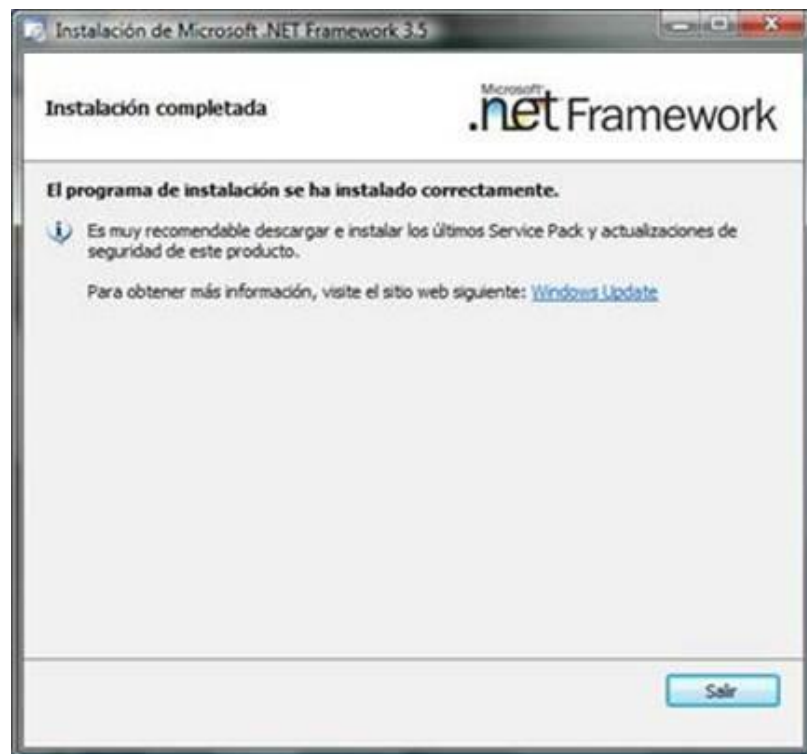 Instalación de Microsoft .NET Framework 3.5
Instalación completada
Microsoft
.net Framework
El programa de instalación se ha instalado correctamente.
Es muy recomendable descargar e instalar los últimos Service Pack y actualizaciones de
seguridad de este producto.
Para obtener más información, visite el sitio web siguiente: Windows Update
Salir